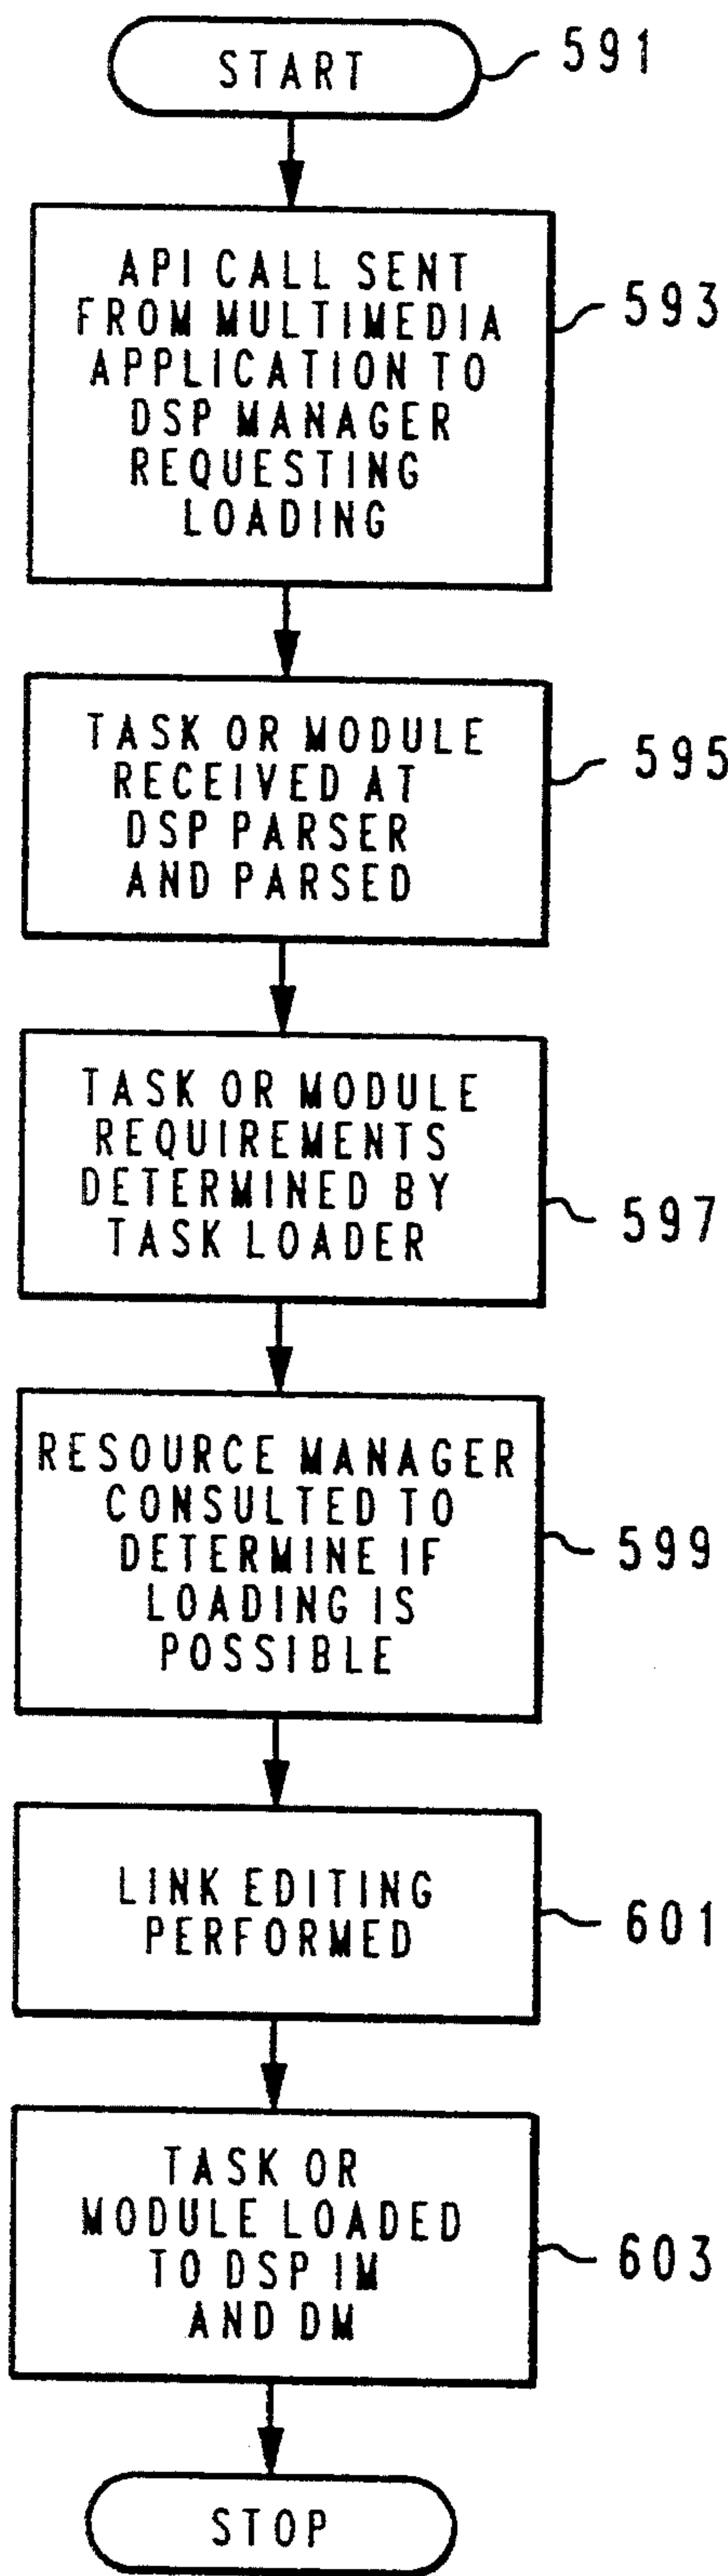 START
591
API CALL SENT
FROM MULTIMEDIA
APPLICATION TO
DSP MANAGER
REQUESTING
LOADING
593
TASK OR MODULE
RECEIVED AT
DSP PARSER
AND PARSED
595
TASK OR MODULE
REQUIREMENTS
DETERMINED BY
TASK LOADER
597
RESOURCE MANAGER
CONSULTED TO
DETERMINE IF
LOADING IS
POSSIBLE
599
LINK EDITING
PERFORMED
601
TASK OR
MODULE LOADED
TO DSP IM
AND DM
603
STOP